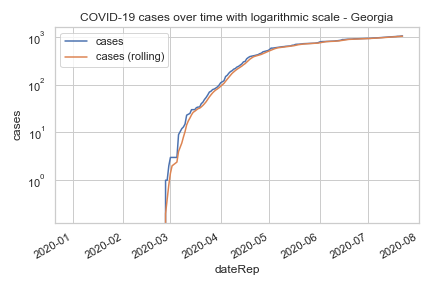 COVID-19 cases over time with logarithmic scale - Georgia
cases
cases (rolling)
10³
10²
10¹
10⁰
cases
2020-01
2020-02
2020-03
2020-04
2020-05
2020-06
2020-07
2020-08
dateRep